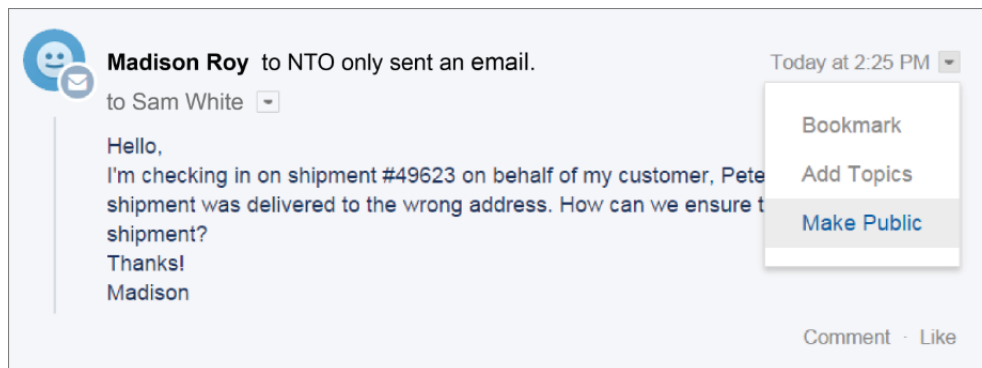 Madison Roy to NTO only sent an email. Today at 2:25 PM
to Sam White
Bookmark
Add Topics
Make Public
Hello,
I'm checking in on shipment #49623 on behalf of my customer, Pete
shipment was delivered to the wrong address. How can we ensure
shipment?
Thanks!
Madison
Comment · Like